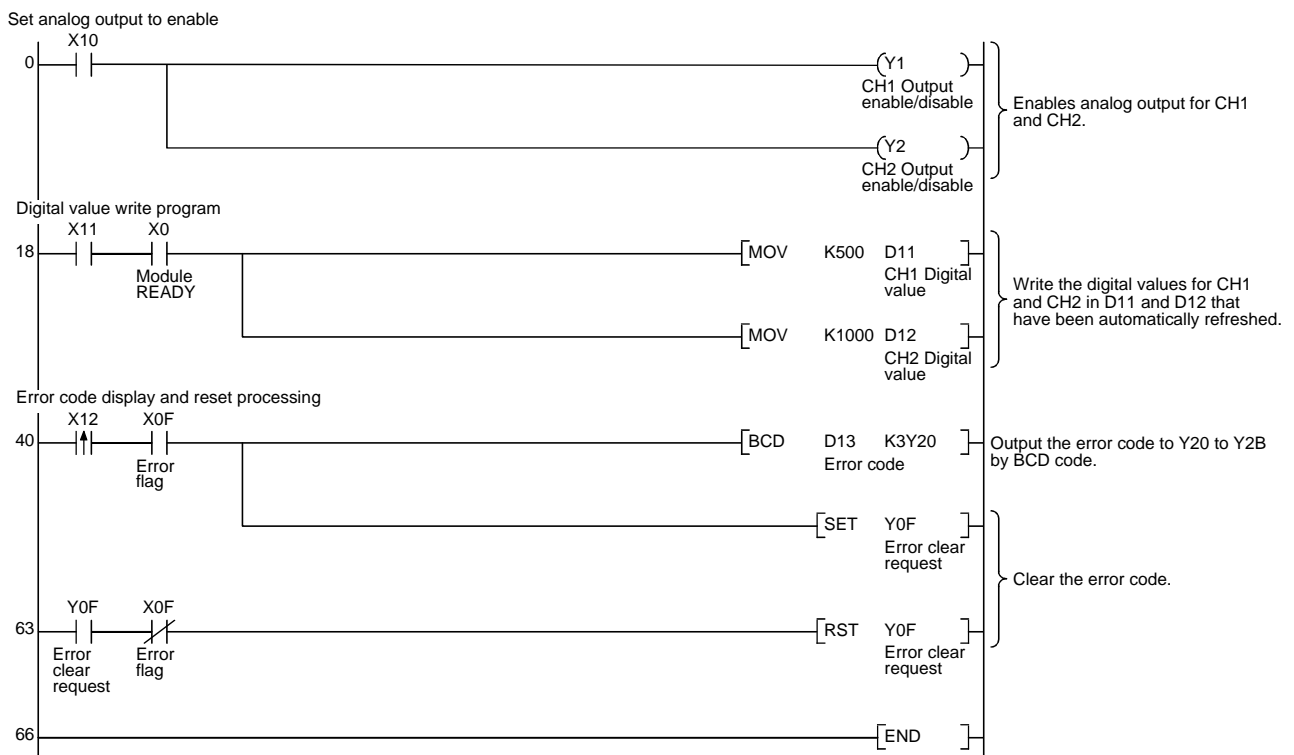 Set analog output to enable
X10
0
Y1
CH1 Output
enable/disable
Y2
CH2 Output
enable/disable
Enables analog output for CH1
and CH2.
Digital value write program
X11 X0
18
Module
READY
MOV K500 D11
CH1 Digital
value
MOV K1000 D12
CH2 Digital
value
Write the digital values for CH1
and CH2 in D11 and D12 that
have been automatically refreshed.
Error code display and reset processing
X12 X0F
40
Error
flag
BCD D13 K3Y20
Error code
Output the error code to Y20 to Y2B
by BCD code.
SET Y0F
Error clear
request
Clear the error code.
Y0F X0F
63
Error
clear
request
Error
flag
RST Y0F
Error clear
request
66
END